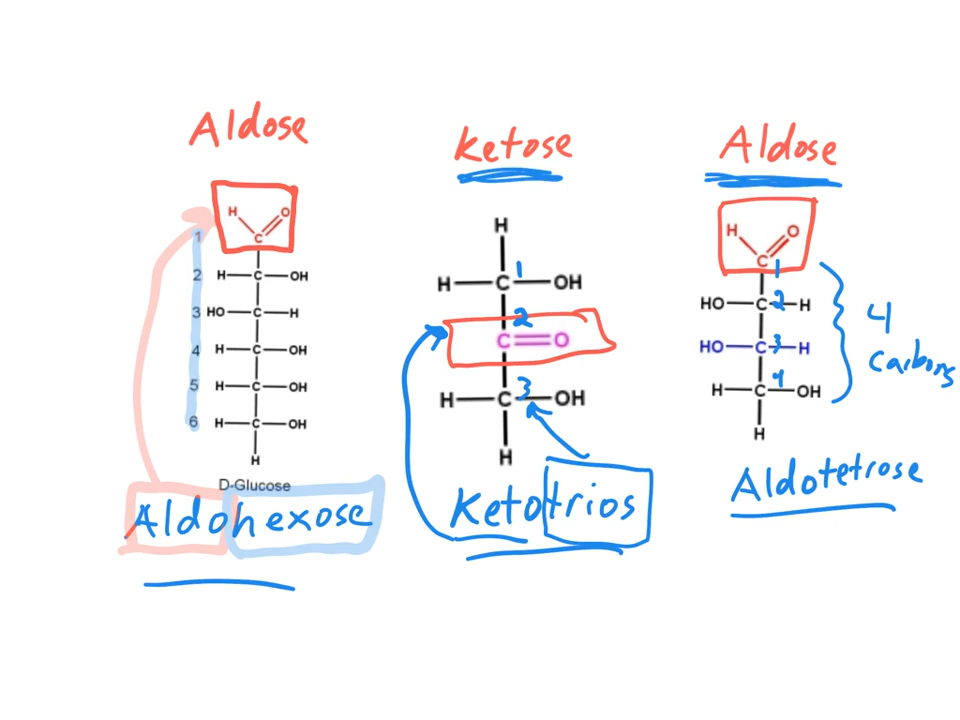 Aldose
H O
C
1
2 H C OH
3 HO C H
4 H C OH
5 H C OH
6 H C OH
H
D-Glucose
Aldohexose
Ketose
H
1
H C OH
2
C O
3
H C OH
H
Ketotrios
Aldose
H O
C
1
HO C 2 H
HO C 3 H
4
H C OH
H
4
carbons
Aldotetrose